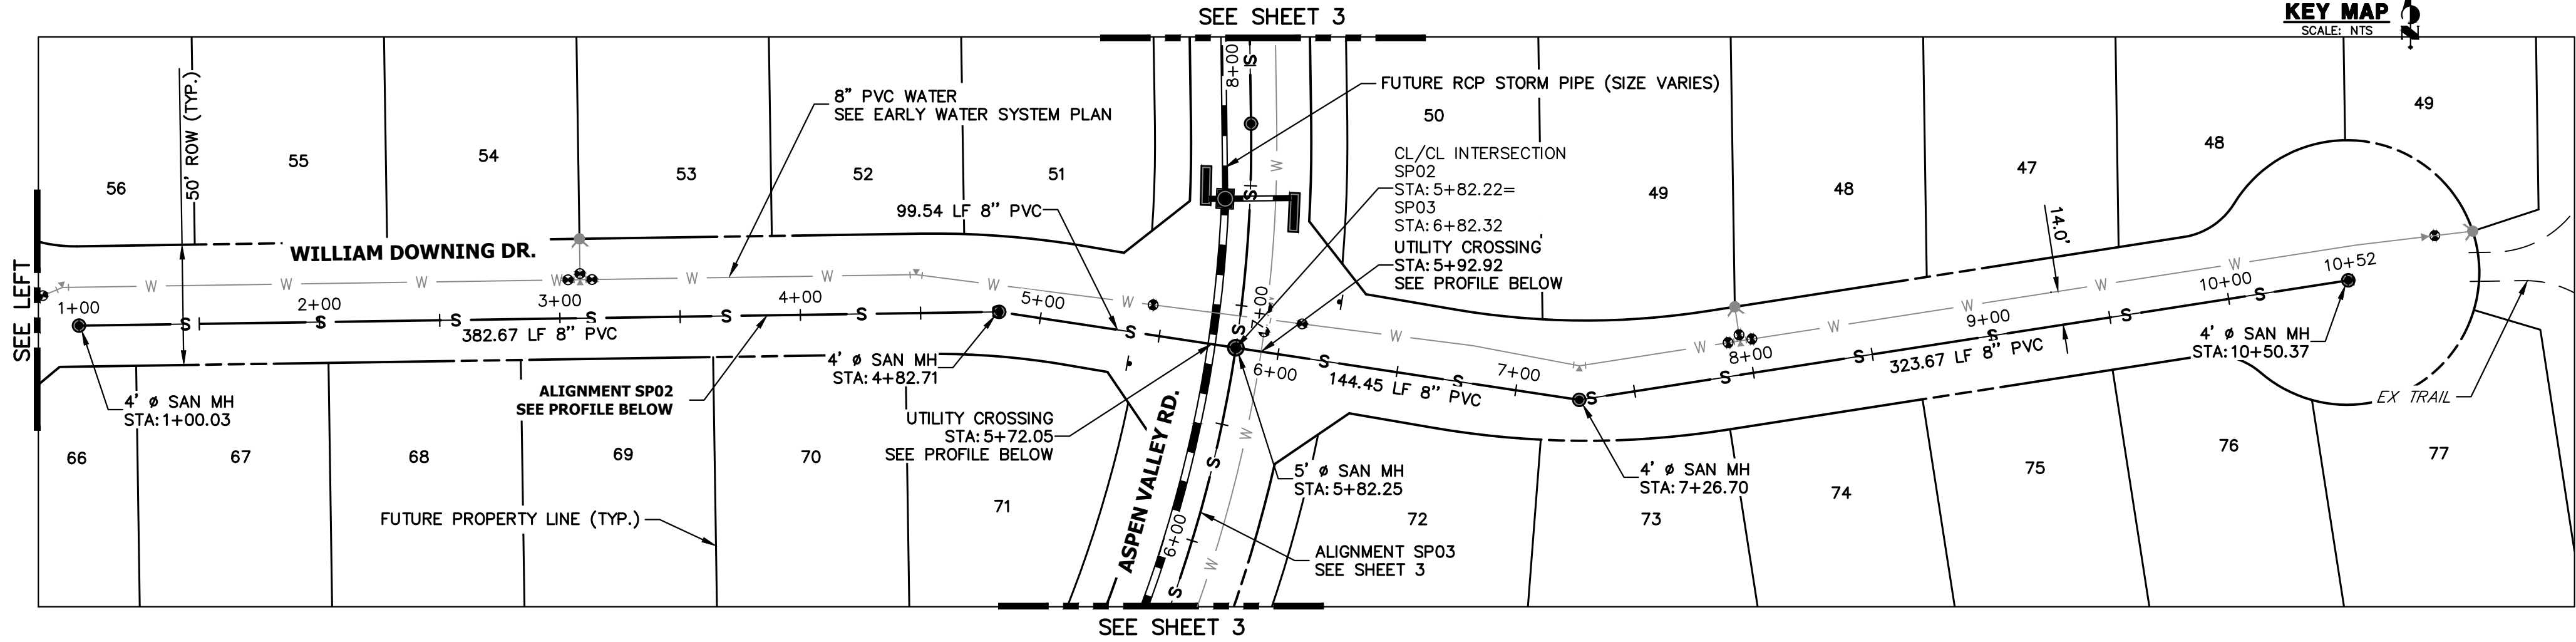 SEE SHEET 3
KEY MAP
SCALE: NTS
N
56
55
54
53
52
51
50
49
48
47
48
49
50' ROW (TYP.)
8" PVC WATER
SEE EARLY WATER SYSTEM PLAN
99.54 LF 8" PVC
8+00
S
S
W
FUTURE RCP STORM PIPE (SIZE VARIES)
CL/CL INTERSECTION
SP02
STA: 5+82.22=
SP03
STA: 6+82.32
UTILITY CROSSING
STA: 5+92.92
SEE PROFILE BELOW
14.0'
WILLIAM DOWNING DR.
SEE LEFT
W W W W W W W W W W W W W W W
1+00
2+00
3+00
4+00
5+00
6+00
7+00
7+00
8+00
9+00
10+00
10+52
S S S S S S S S S S S S S S S S
382.67 LF 8" PVC
144.45 LF 8" PVC
323.67 LF 8" PVC
4' ø SAN MH
STA: 1+00.03
ALIGNMENT SP02
SEE PROFILE BELOW
4' ø SAN MH
STA: 4+82.71
UTILITY CROSSING
STA: 5+72.05
SEE PROFILE BELOW
5' ø SAN MH
STA: 5+82.25
4' ø SAN MH
STA: 7+26.70
4' ø SAN MH
STA: 10+50.37
EX TRAIL
66
67
68
69
70
71
72
73
74
75
76
77
FUTURE PROPERTY LINE (TYP.)
ASPEN VALLEY RD.
6+00
S
W
S
W
ALIGNMENT SP03
SEE SHEET 3
SEE SHEET 3